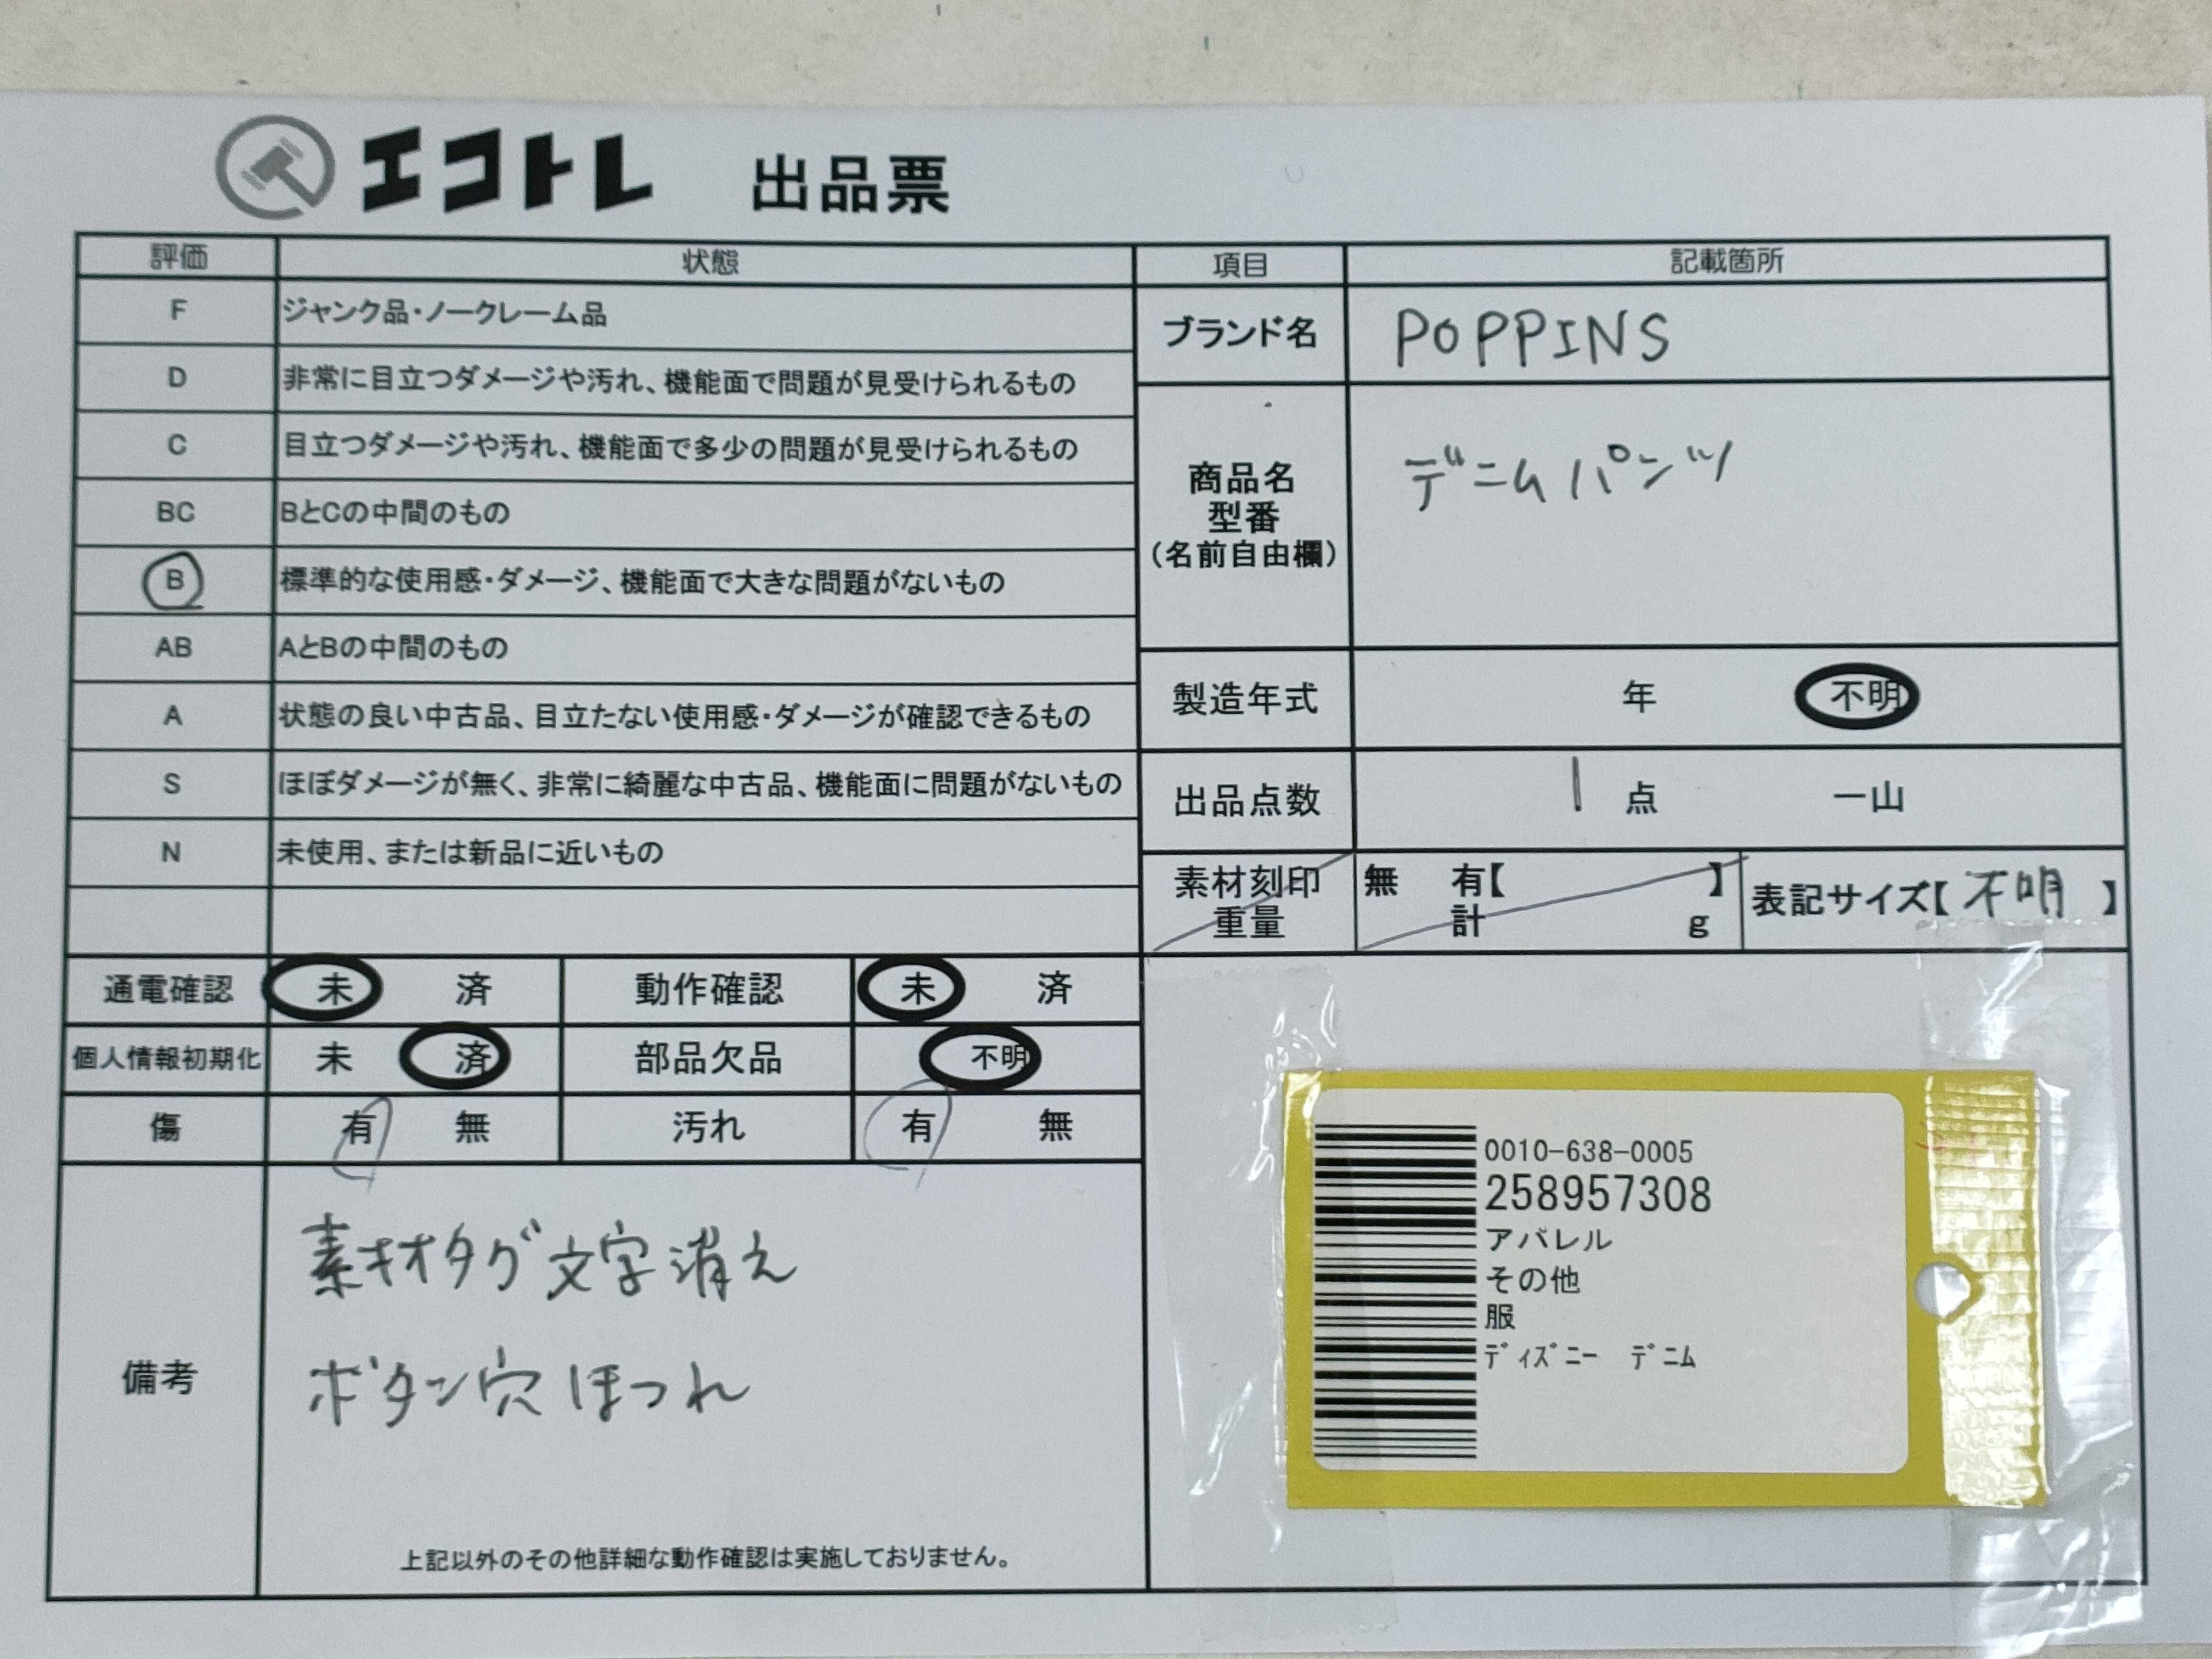 エコトレ 出品票
評価 状態
F ジャンク品・ノークレーム品
D 非常に目立つダメージや汚れ、機能面で問題が見受けられるもの
C 目立つダメージや汚れ、機能面で多少の問題が見受けられるもの
BC BとCの中間のもの
B 標準的な使用感・ダメージ、機能面で大きな問題がないもの
AB AとBの中間のもの
A 状態の良い中古品、目立たない使用感・ダメージが確認できるもの
S ほぼダメージが無く、非常に綺麗な中古品、機能面に問題がないもの
N 未使用、または新品に近いもの
通電確認 未 済 動作確認 未 済
個人情報初期化 未 済 部品欠品 不明
傷 有 無 汚れ 有 無
備考
素材タグ文字消え
ボタン穴ほつれ
上記以外のその他詳細な動作確認は実施しておりません。
項目 記載箇所
ブランド名 POPPINS
商品名
型番
(名前自由欄)
デニムパンツ
製造年式 年 不明
出品点数 1 点 一山
素材刻印
重量
無 有【 】
計 g
表記サイズ【不明】
0010-638-0005
258957308
アパレル
その他
服
ﾃﾞｨｽﾞﾆｰ ﾃﾞﾆﾑ